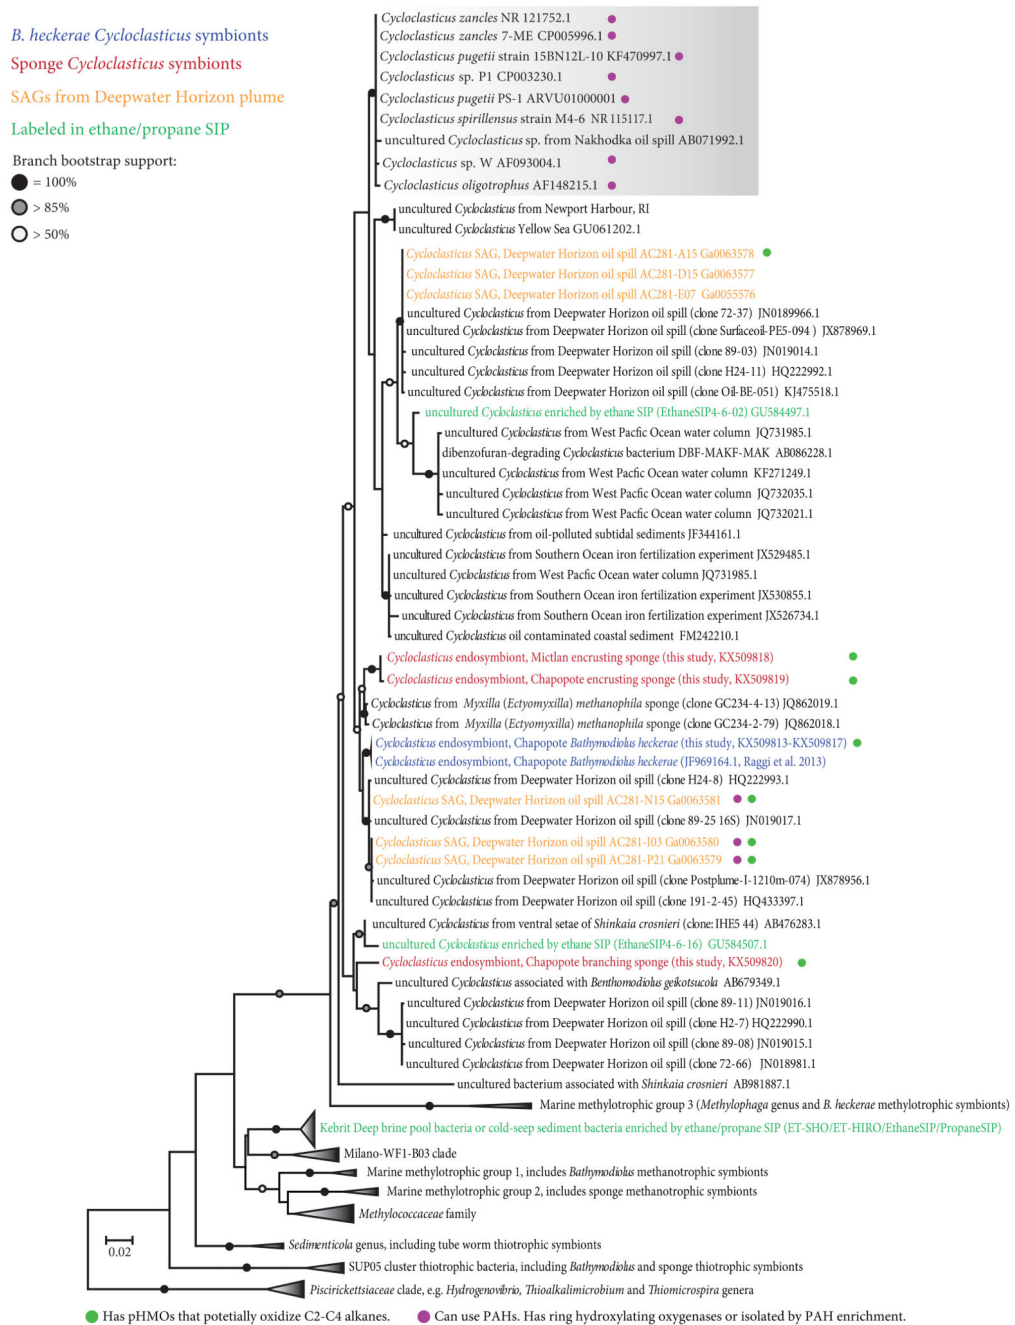 B. heckerae Cycloclasticus symbionts
Sponge Cycloclasticus symbionts
SAGs from Deepwater Horizon plume
Labeled in ethane/propane SIP
Branch bootstrap support:
= 100%
> 85%
> 50%
Cycloclasticus zancles NR 121752.1
Cycloclasticus zancles 7-ME CP005996.1
Cycloclasticus pugetii strain 15BN12L-10 KF470997.1
Cycloclasticus sp. P1 CP003230.1
Cycloclasticus pugetii PS-1 ARVU01000001
Cycloclasticus spirillensus strain M4-6 NR 115117.1
uncultured Cycloclasticus sp. from Nakhodka oil spill AB071992.1
Cycloclasticus sp. W AF093004.1
Cycloclasticus oligotrophus AF148215.1
uncultured Cycloclasticus from Newport Harbour, RI
uncultured Cycloclasticus Yellow Sea GU061202.1
Cycloclasticus SAG, Deepwater Horizon oil spill AC281-A15 Ga0063578
Cycloclasticus SAG, Deepwater Horizon oil spill AC281-D15 Ga0063577
Cycloclasticus SAG, Deepwater Horizon oil spill AC281-E07 Ga0055576
uncultured Cycloclasticus from Deepwater Horizon oil spill (clone 72-37) JN0189966.1
uncultured Cycloclasticus from Deepwater Horizon oil spill (clone Surfaceoil-PE5-094 ) JX878969.1
uncultured Cycloclasticus from Deepwater Horizon oil spill (clone 89-03) JN019014.1
uncultured Cycloclasticus from Deepwater Horizon oil spill (clone H24-11) HQ222992.1
uncultured Cycloclasticus from Deepwater Horizon oil spill (clone Oil-BE-051) KJ475518.1
uncultured Cycloclasticus enriched by ethane SIP (EthaneSIP4-6-02) GU584497.1
uncultured Cycloclasticus from West Pacfic Ocean water column JQ731985.1
dibenzofuran-degrading Cycloclasticus bacterium DBF-MAKF-MAK AB086228.1
uncultured Cycloclasticus from West Pacfic Ocean water column KF271249.1
uncultured Cycloclasticus from West Pacfic Ocean water column JQ732035.1
uncultured Cycloclasticus from West Pacfic Ocean water column JQ732021.1
uncultured Cycloclasticus from oil-polluted subtidal sediments JF344161.1
uncultured Cycloclasticus from Southern Ocean iron fertilization experiment JX529485.1
uncultured Cycloclasticus from West Pacfic Ocean water column JQ731985.1
uncultured Cycloclasticus from Southern Ocean iron fertilization experiment JX530855.1
uncultured Cycloclasticus from Southern Ocean iron fertilization experiment JX526734.1
uncultured Cycloclasticus oil contaminated coastal sediment FM242210.1
Cycloclasticus endosymbiont, Mictlan encrusting sponge (this study, KX509818)
Cycloclasticus endosymbiont, Chapopote encrusting sponge (this study, KX509819)
Cycloclasticus from Myxilla (Ectyomyxilla) methanophila sponge (clone GC234-4-13) JQ862019.1
Cycloclasticus from Myxilla (Ectyomyxilla) methanophila sponge (clone GC234-2-79) JQ862018.1
Cycloclasticus endosymbiont, Chapopote Bathymodiolus heckerae (this study, KX509813-KX509817)
Cycloclasticus endosymbiont, Chapopote Bathymodiolus heckerae (JF969164.1, Raggi et al. 2013)
uncultured Cycloclasticus from Deepwater Horizon oil spill (clone H24-8) HQ222993.1
Cycloclasticus SAG, Deepwater Horizon oil spill AC281-N15 Ga0063581
uncultured Cycloclasticus from Deepwater Horizon oil spill (clone 89-25 16S) JN019017.1
Cycloclasticus SAG, Deepwater Horizon oil spill AC281-I03 Ga0063580
Cycloclasticus SAG, Deepwater Horizon oil spill AC281-P21 Ga0063579
uncultured Cycloclasticus from Deepwater Horizon oil spill (clone Postplume-I-1210m-074) JX878956.1
uncultured Cycloclasticus from Deepwater Horizon oil spill (clone 191-2-45) HQ433397.1
uncultured Cycloclasticus from ventral setae of Shinkaia crosnieri (clone: IHE5 44) AB476283.1
uncultured Cycloclasticus enriched by ethane SIP (EthaneSIP4-6-16) GU584507.1
Cycloclasticus endosymbiont, Chapopote branching sponge (this study, KX509820)
uncultured Cycloclasticus associated with Benthomodiolus geikotsucola AB679349.1
uncultured Cycloclasticus from Deepwater Horizon oil spill (clone 89-11) JN019016.1
uncultured Cycloclasticus from Deepwater Horizon oil spill (clone H2-7) HQ222990.1
uncultured Cycloclasticus from Deepwater Horizon oil spill (clone 89-08) JN019015.1
uncultured Cycloclasticus from Deepwater Horizon oil spill (clone 72-66) JN018981.1
uncultured bacterium associated with Shinkaia crosnieri AB981887.1
Marine methylotrophic group 3 (Methylophaga genus and B. heckerae methylotrophic symbionts)
Kebrit Deep brine pool bacteria or cold-seep sediment bacteria enriched by ethane/propane SIP (ET-SHO/ET-HIRO/EthaneSIP/PropaneSIP)
Milano-WF1-B03 clade
Marine methylotrophic group 1, includes Bathymodiolus methanotrophic symbionts
Marine methylotrophic group 2, includes sponge methanotrophic symbionts
Methylococcaceae family
0.02
Sedimenticola genus, including tube worm thiotrophic symbionts
SUP05 cluster thiotrophic bacteria, including Bathymodiolus and sponge thiotrophic symbionts
Piscirickettsiaceae clade, e.g. Hydrogenovibrio, Thioalkalimicrobium and Thiomicrospira genera
Has pHMOs that potetially oxidize C2-C4 alkanes.
Can use PAHs. Has ring hydroxylating oxygenases or isolated by PAH enrichment.